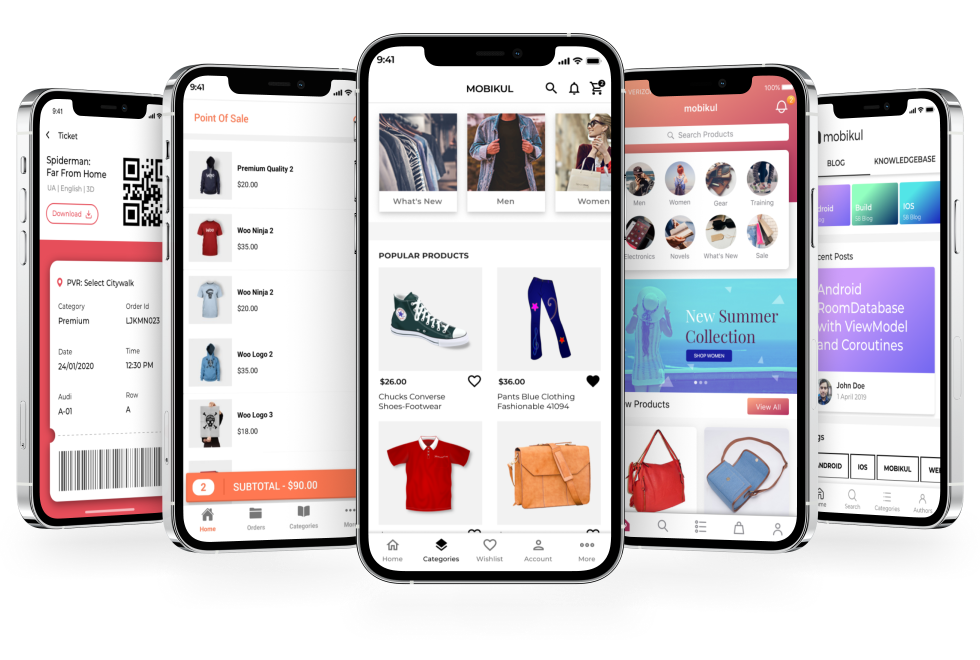 9:41
Ticket
Spiderman:
Far From Home
UA | English | 3D
Download
PVR: Select Citywalk
Category
Order Id
Premium
LJKMN023
Date
Time
24/01/2020
12:30 PM
Audi
Row
A-01
A
9:41
Point Of Sale
Premium Quality 2
$20.00
Woo Ninja 2
$35.00
Woo Ninja 2
$20.00
Woo Logo 2
$35.00
Woo Logo 3
$18.00
2
SUBTOTAL - $90.00
Home
Orders
Categories
More
9:41
MOBIKUL
What's New
Men
Women
POPULAR PRODUCTS
$26.00
Chucks Converse
Shoes-Footwear
$36.00
Pants Blue Clothing
Fashionable 41094
Home
Categories
Wishlist
Account
More
VERIZO
100%
mobikul
Search Products
Men
Women
Gear
Training
Electronics
Novels
What's New
Sale
New Summer
Collection
SHOP WOMEN
w Products
View All
mobikul
BLOG
KNOWLEDGEBASE
droid
Blog
Build
SB Blog
IOS
SB Blog
cent Posts
Android
RoomDatabase
with ViewModel
and Coroutines
John Doe
1 April 2019
gs
ANDROID
IOS
MOBIKUL
WE
me
Search
Categories
Authors